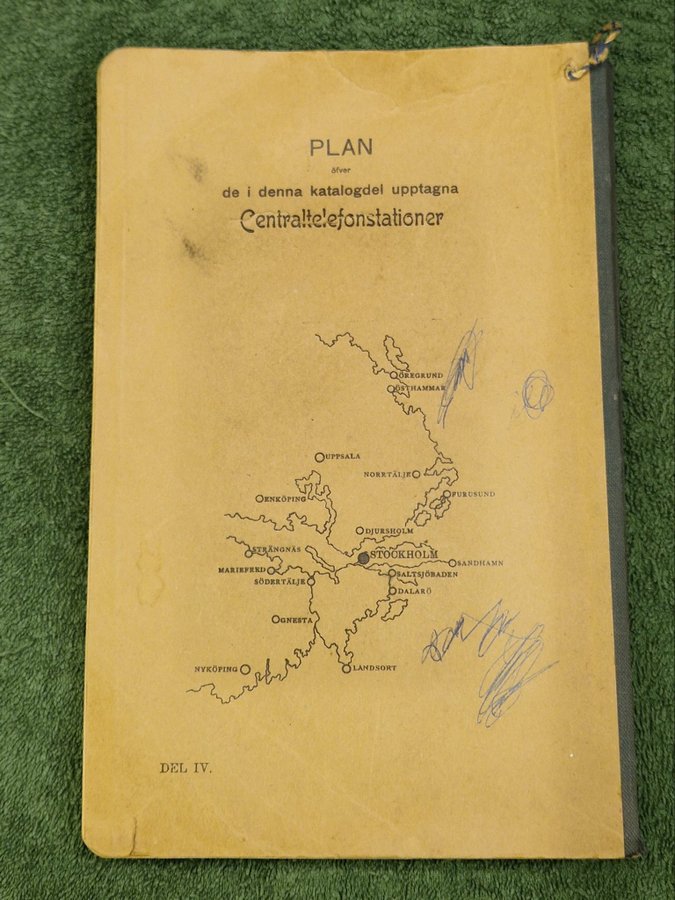 PLAN
öfver
de i denna katalogdel upptagna
Centraltelefonstationer
ÖREGRUND
ÖSTHAMMAR
UPPSALA
NORRTÄLJE
ENKÖPING
FURUSUND
DJURSHOLM
STRÄNGNÄS
STOCKHOLM
SANDHAMN
MARIEFRED
SALTSJÖBADEN
SÖDERTÄLJE
DALARÖ
GNESTA
NYKÖPING
LANDSORT
DEL IV.